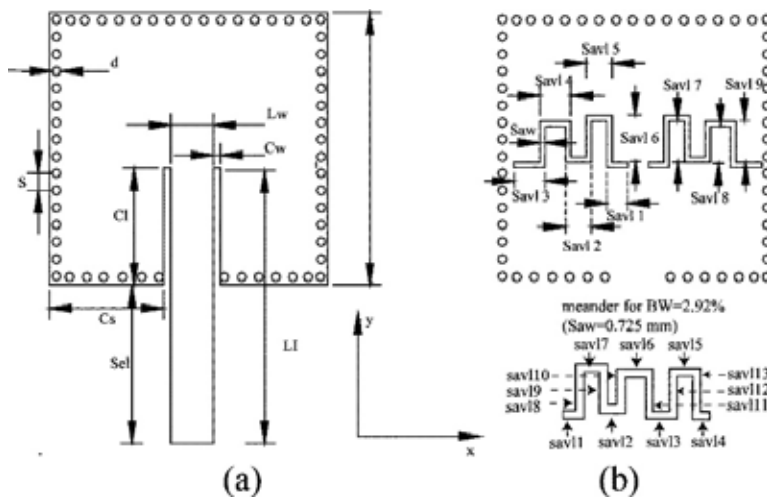 d
Lw
Cw
S
Cl
Cs
Sel
LI
y
x
(a)
Savl 5
Savl 4
Savl 7
Savl 9
Saw
Savl 6
Savl 3
Savl 1
Savl 8
Savl 2
meander for BW=2.92%
(Saw=0.725 mm)
savl7 savl6 savl5
savl10
savl13
savl9
savl12
savl8
savl11
savl1 savl2 savl3 savl4
(b)